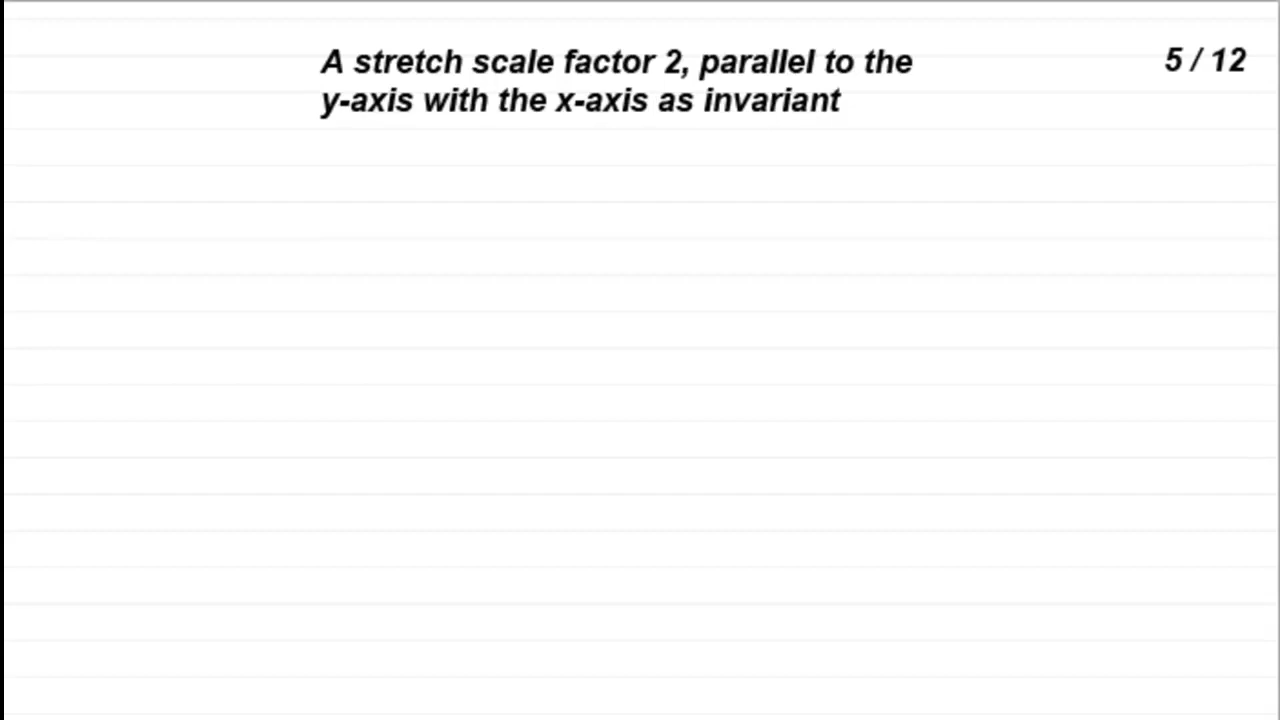 A stretch scale factor 2, parallel to the
y-axis with the x-axis as invariant
5 / 12